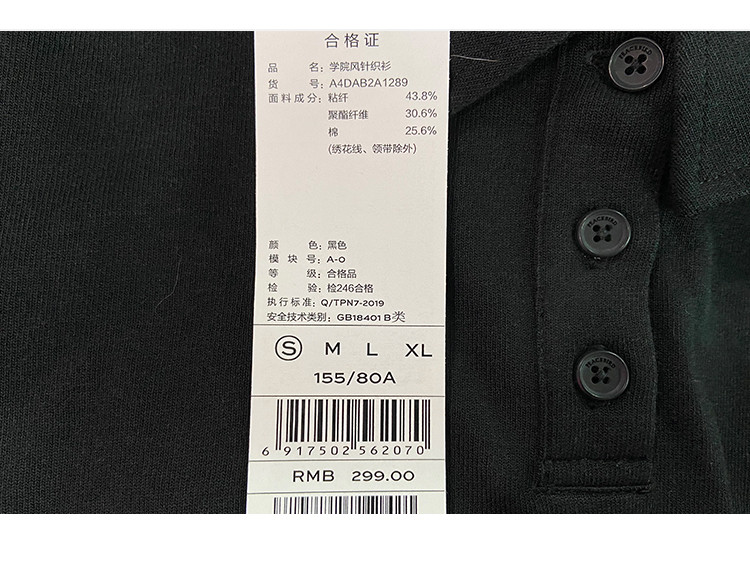 合格证
品 名：学院风针织衫
货 号：A4DAB2A1289
面料成分：粘纤 43.8%
聚酯纤维 30.6%
棉 25.6%
(绣花线、领带除外)
颜 色：黑色
模 块 号：A-0
等 级：合格品
检 验：检246合格
执行标准：Q/TPN7-2019
安全技术类别：GB18401 B类
S M L XL
155/80A
6 917502 562070
RMB 299.00
PEACEBIRD
PEACEBIRD
PEACEBIRD